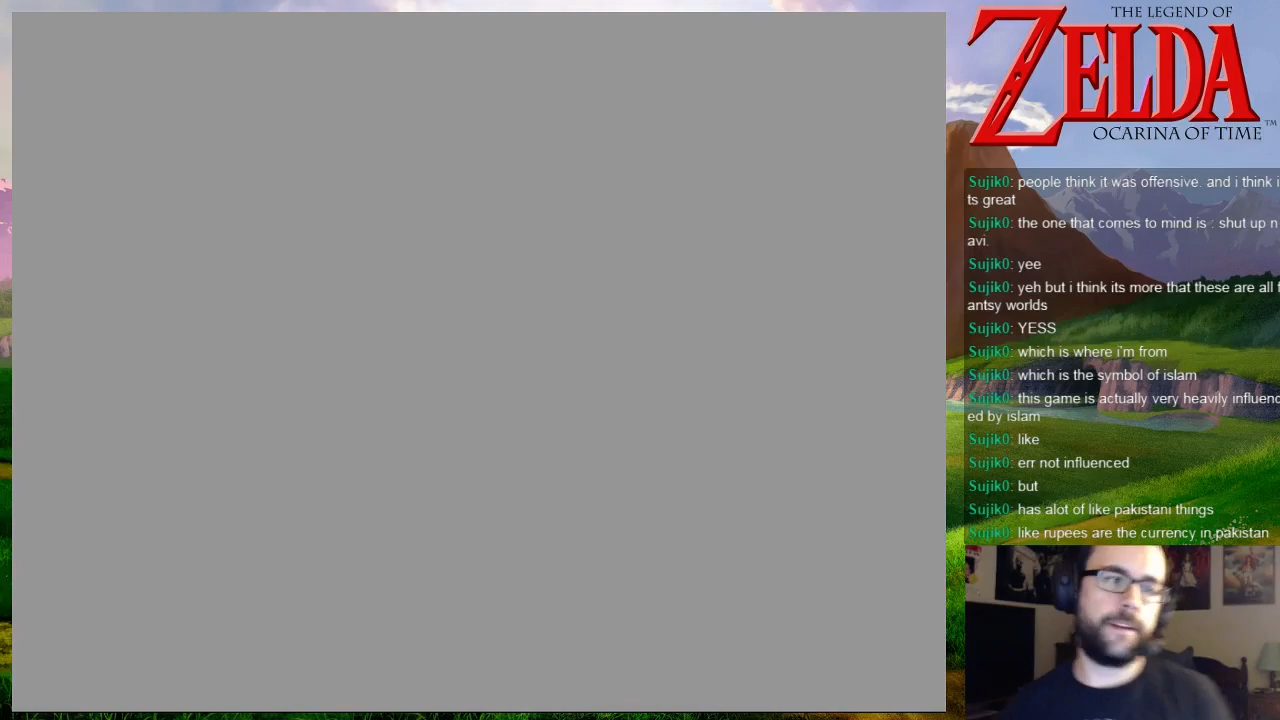 THE LEGEND OF
ZELDA
OCARINA OF TIME
TM
Sujik0: people think it was offensive. and i think i
ts great
Sujik0: the one that comes to mind is : shut up n
avi.
Sujik0: yee
Sujik0: yeh but i think its more that these are all f
antsy worlds
Sujik0: YESS
Sujik0: which is where i'm from
Sujik0: which is the symbol of islam
Sujik0: this game is actually very heavily influenc
ed by islam
Sujik0: like
Sujik0: err not influenced
Sujik0: but
Sujik0: has alot of like pakistani things
Sujik0: like rupees are the currency in pakistan